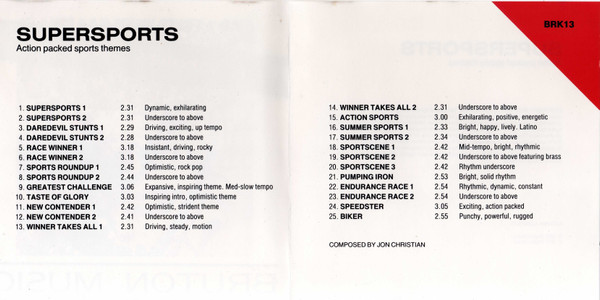 SUPERSPORTS
Action packed sports themes
1. SUPERSPORTS 1 2.31 Dynamic, exhilarating
2. SUPERSPORTS 2 2.31 Underscore to above
3. DAREDEVIL STUNTS 1 2.29 Driving, exciting, up tempo
4. DAREDEVIL STUNTS 2 2.28 Underscore to above
5. RACE WINNER 1 3.18 Insistant, driving, rocky
6. RACE WINNER 2 3.18 Underscore to above
7. SPORTS ROUNDUP 1 2.45 Optimistic, rock pop
8. SPORTS ROUNDUP 2 2.44 Underscore to above
9. GREATEST CHALLENGE 3.06 Expansive, inspiring theme. Med-slow tempo
10. TASTE OF GLORY 3.03 Inspiring intro, optimistic theme
11. NEW CONTENDER 1 2.42 Optimistic, strident theme
12. NEW CONTENDER 2 2.41 Underscore to above
13. WINNER TAKES ALL 1 2.31 Driving, steady, motion
BRK13
14. WINNER TAKES ALL 2 2.31 Underscore to above
15. ACTION SPORTS 3.00 Exhilarating, positive, energetic
16. SUMMER SPORTS 1 2.33 Bright, happy, lively. Latino
17. SUMMER SPORTS 2 2.34 Underscore to above
18. SPORTSCENE 1 2.42 Mid-tempo, bright, rhythmic
19. SPORTSCENE 2 2.42 Underscore to above featuring brass
20. SPORTSCENE 3 2.42 Rhythm underscore
21. PUMPING IRON 2.53 Bright, solid rhythm
22. ENDURANCE RACE 1 2.54 Rhythmic, dynamic, constant
23. ENDURANCE RACE 2 2.54 Underscore to above
24. SPEEDSTER 3.05 Exciting, action packed
25. BIKER 2.55 Punchy, powerful, rugged
COMPOSED BY JON CHRISTIAN